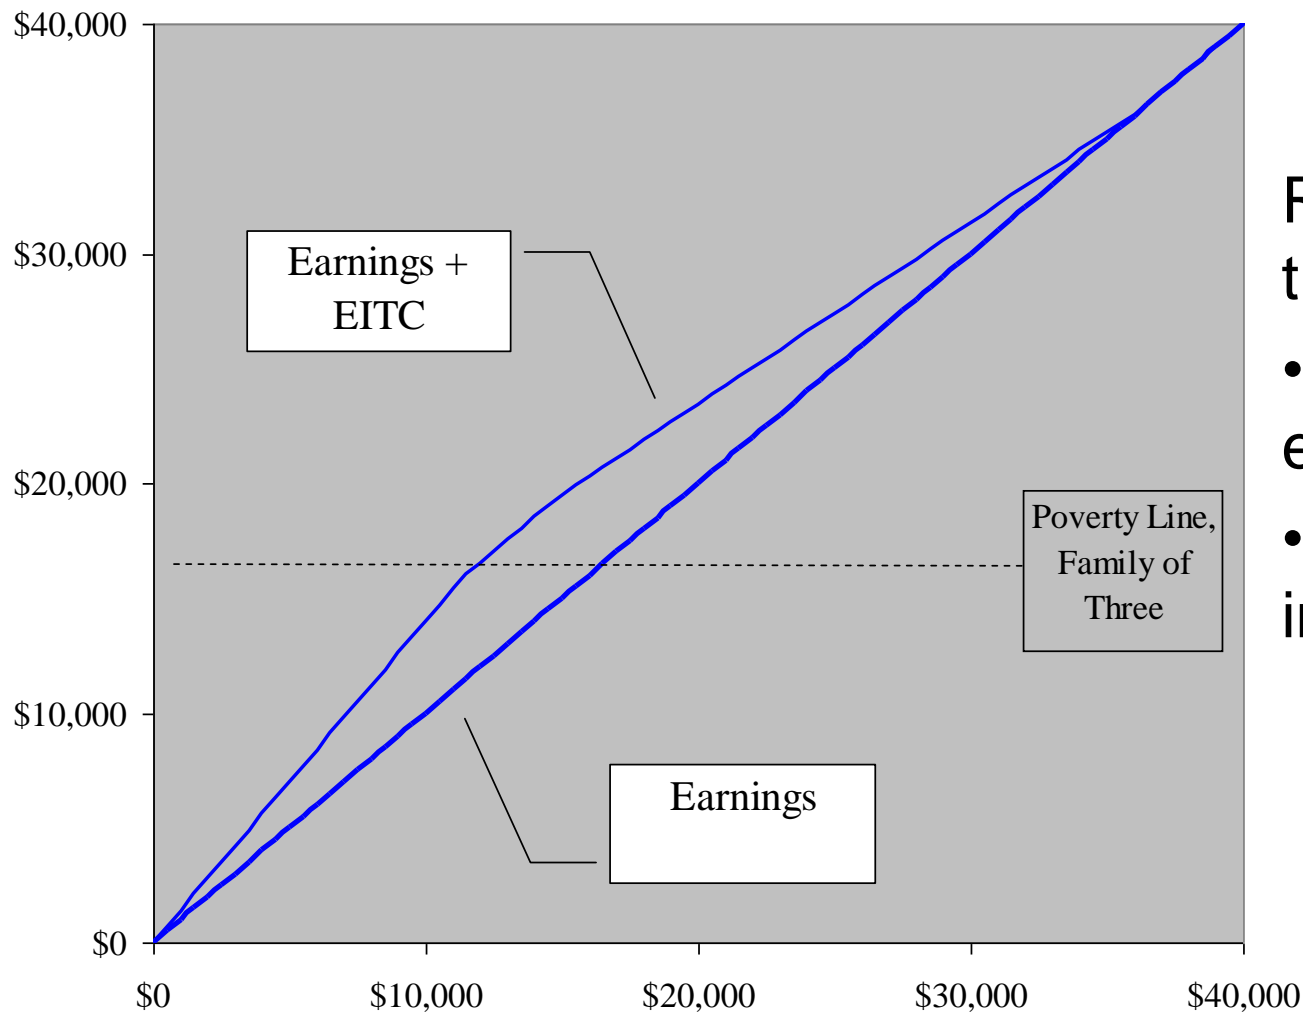 $40,000
$30,000
$20,000
$10,000
$0
Earnings +
EITC
Poverty Line,
Family of
Three
Earnings
$0
$10,000
$20,000
$30,000
$40,000
•
•